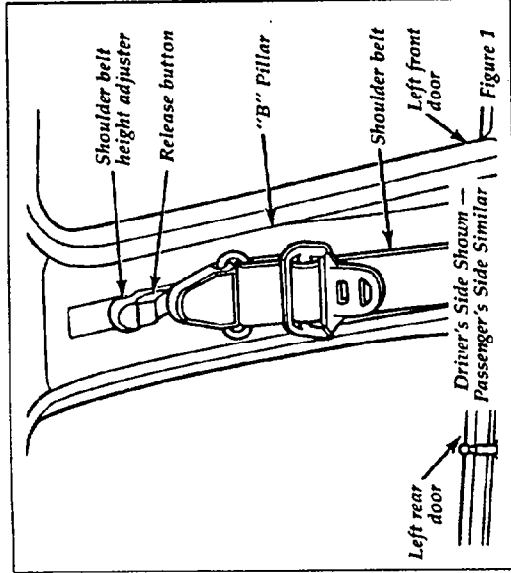 Shoulder belt
height adjuster
Release button
"B" Pillar
Shoulder belt
Left front
door
Left rear
door
Driver's Side Shown —
Passenger's Side Similar
Figure 1